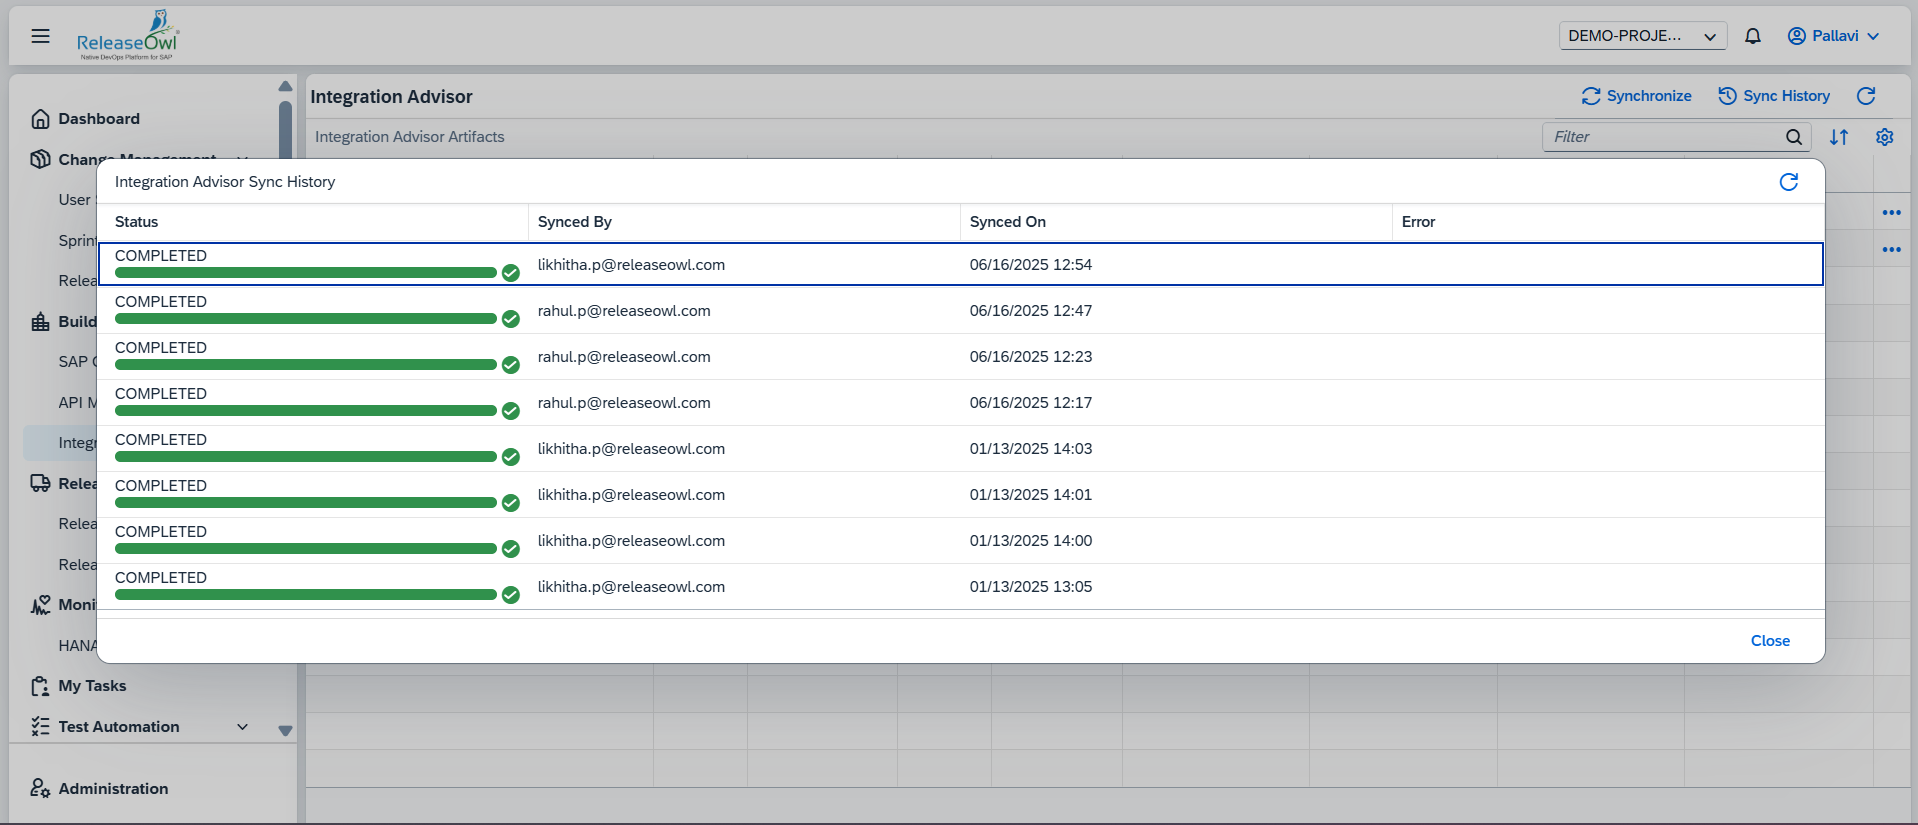 ReleaseOwl
Native DevOps Platform for SAP
DEMO-PROJE...
Pallavi
Dashboard
Change Management
User
Sprint
Relea
Build
SAP C
API M
Integr
Relea
Relea
Relea
Moni
HANA
My Tasks
Test Automation
Administration
Integration Advisor
Synchronize
Sync History
Integration Advisor Artifacts
Filter
Integration Advisor Sync History
Status Synced By Synced On Error
COMPLETED likhitha.p@releaseowl.com 06/16/2025 12:54
COMPLETED rahul.p@releaseowl.com 06/16/2025 12:47
COMPLETED rahul.p@releaseowl.com 06/16/2025 12:23
COMPLETED rahul.p@releaseowl.com 06/16/2025 12:17
COMPLETED likhitha.p@releaseowl.com 01/13/2025 14:03
COMPLETED likhitha.p@releaseowl.com 01/13/2025 14:01
COMPLETED likhitha.p@releaseowl.com 01/13/2025 14:00
COMPLETED likhitha.p@releaseowl.com 01/13/2025 13:05
Close